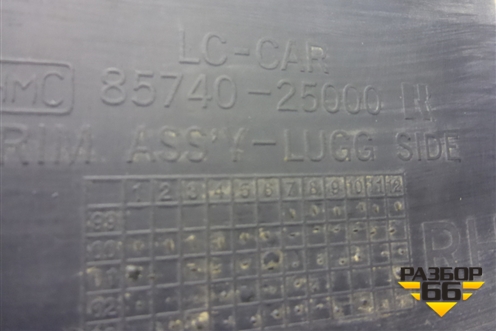 LC-CAR
HMC 85740-25000 LH
TRIM ASS'Y-LUGG SIDE
1 2 3 4 5 6 7 8 9 10 11 12
99
00
RH
РАЗБОР
66